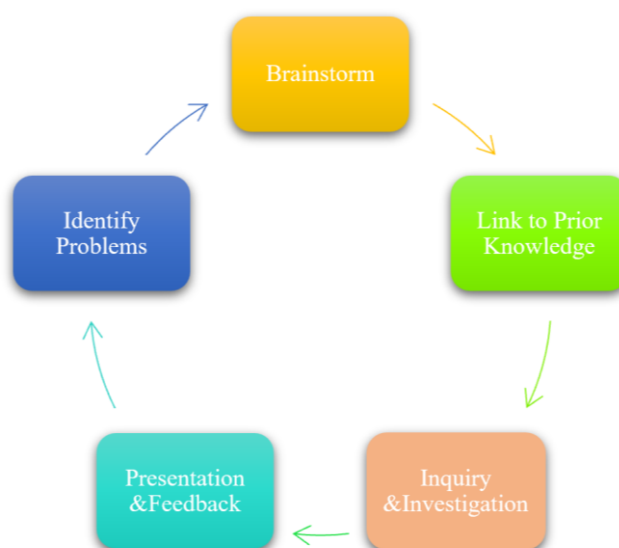 Brainstorm
Link to Prior
Knowledge
Inquiry
&Investigation
Presentation
&Feedback
Identify
Problems